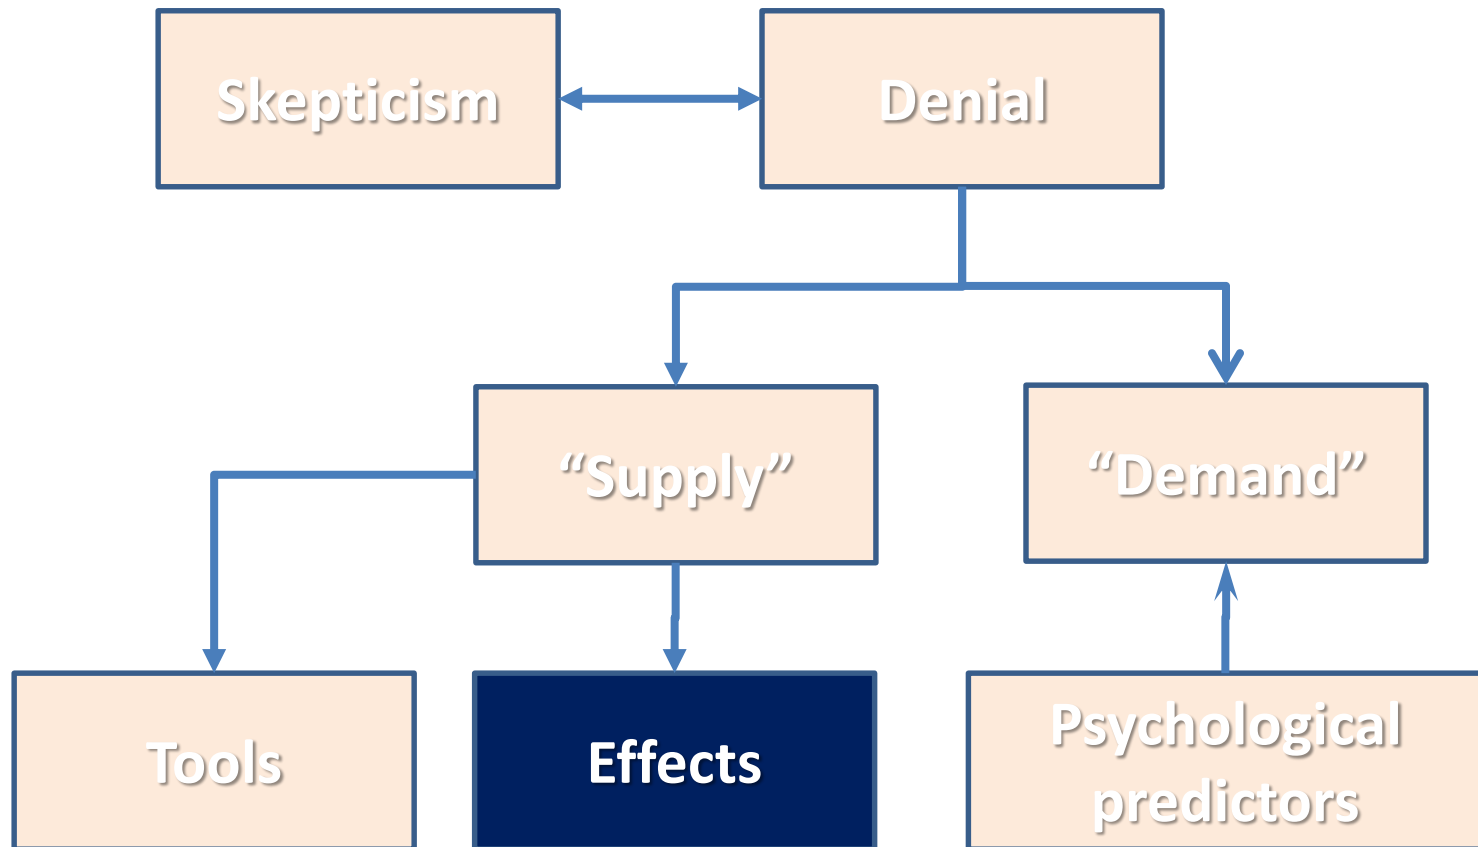 Skepticism
Denial
“Supply”
“Demand”
Tools
Effects
Psychological
predictors